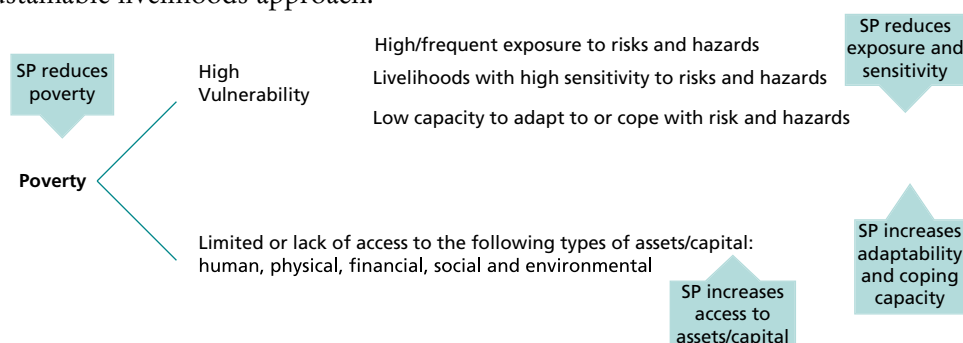 sustainable livelihoods approach.
SP reduces
poverty
High
Vulnerability
High/frequent exposure to risks and hazards
Livelihoods with high sensitivity to risks and hazards
Low capacity to adapt to or cope with risk and hazards
SP reduces
exposure and
sensitivity
Poverty
Limited or lack of access to the following types of assets/capital:
human, physical, financial, social and environmental
SP increases
access to
assets/capital
SP increases
adaptability
and coping
capacity